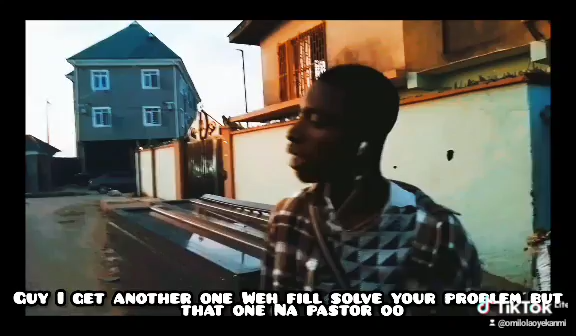 Guy I get another one Weh fill solve your problem but
that one Na pastor oo
TikTok
@omilolaoyekanmi